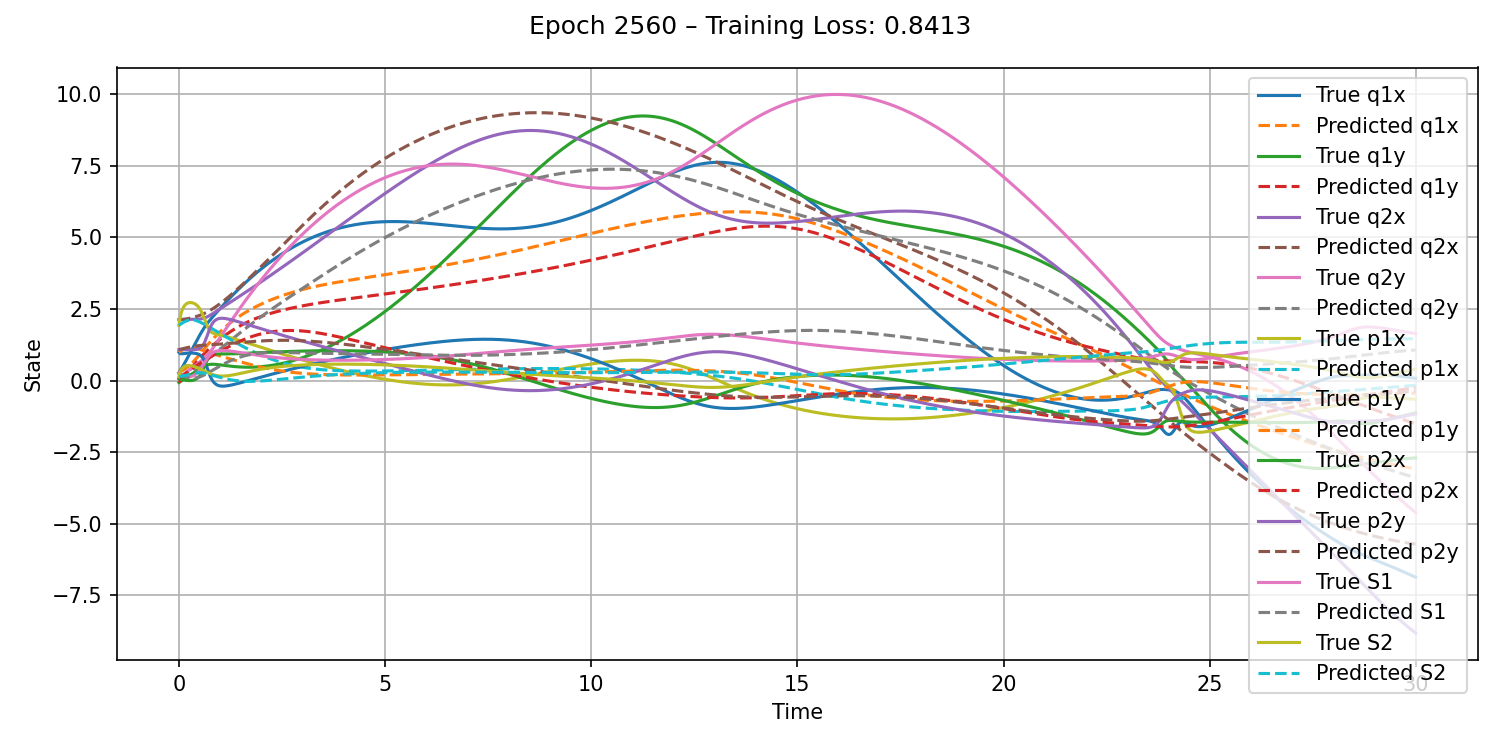 Epoch 2560 – Training Loss: 0.8413
10.0
7.5
5.0
2.5
0.0
−2.5
−5.0
−7.5
State
0
5
10
15
20
25
30
Time
True q1x
Predicted q1x
True q1y
Predicted q1y
True q2x
Predicted q2x
True q2y
Predicted q2y
True p1x
Predicted p1x
True p1y
Predicted p1y
True p2x
Predicted p2x
True p2y
Predicted p2y
True S1
Predicted S1
True S2
Predicted S2